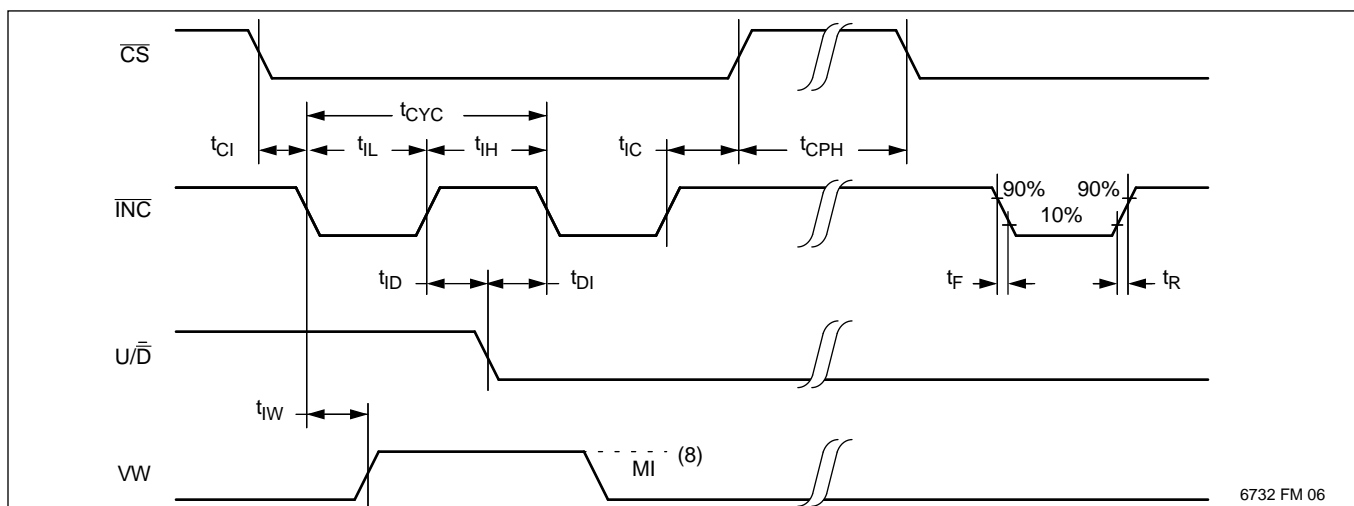 CS
tCYC
tCI
tIL
tIH
tIC
tCPH
INC
90%
90%
10%
tID
tDI
tF
tR
U/D
tIW
VW
MI
(8)
6732 FM 06